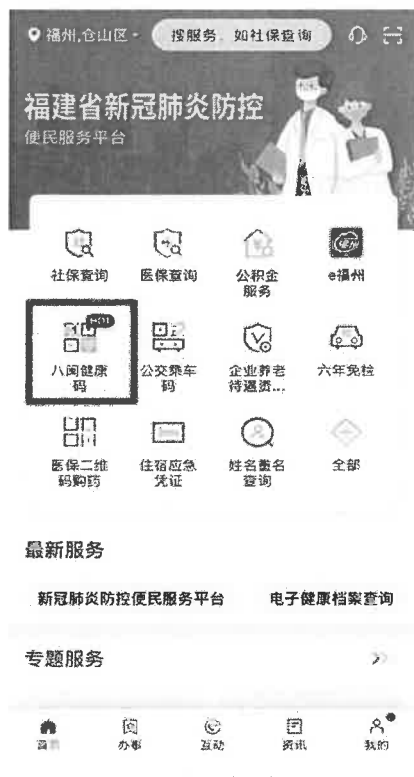 福州,仓山区
搜服务 如社保查询
福建省新冠肺炎防控
便民服务平台
社保查询
医保查询
公积金
服务
e福州
HOT
八闽健康
码
公交乘车
码
企业养老
待遇资...
六年免检
医保二维
码购药
住宿应急
凭证
姓名重名
查询
全部
最新服务
新冠肺炎防控便民服务平台
电子健康档案查询
专题服务
首页
办事
互动
资讯
我的